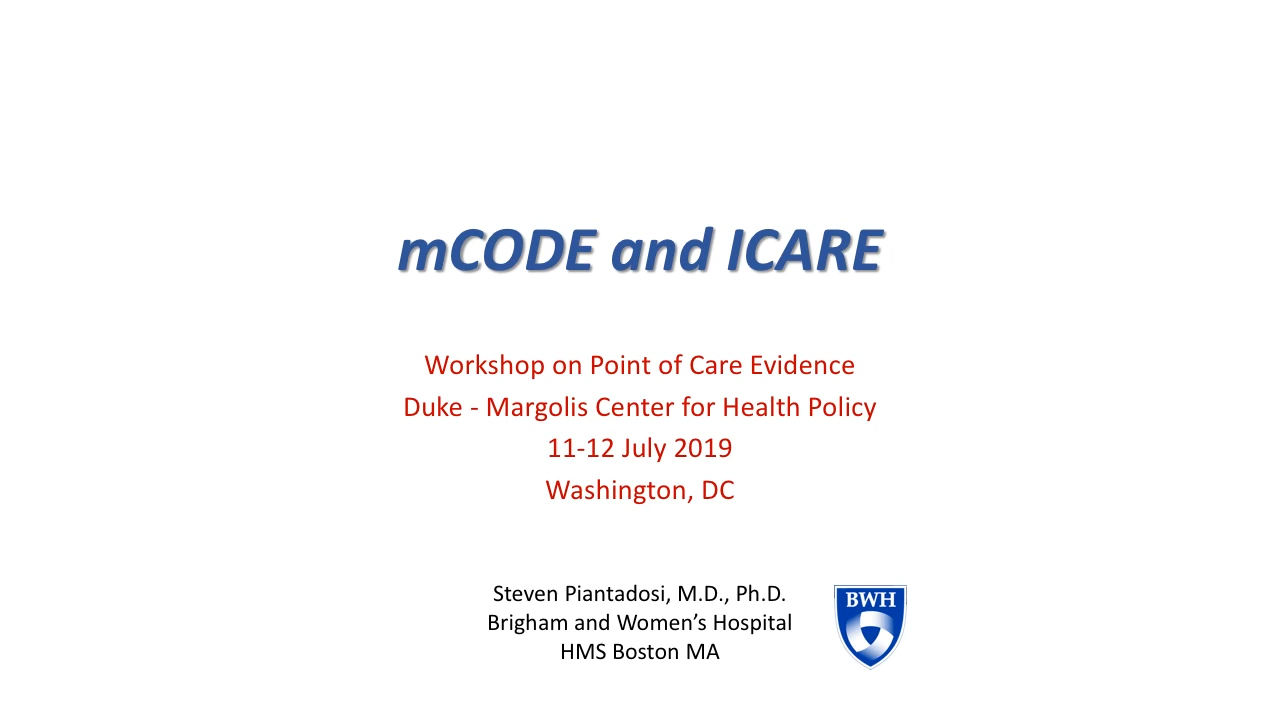 mCODE and ICARE
Workshop on Point of Care Evidence
Duke - Margolis Center for Health Policy
11-12 July 2019
Washington, DC
Steven Piantadosi, M.D., Ph.D.
Brigham and Women’s Hospital
HMS Boston MA
BWH